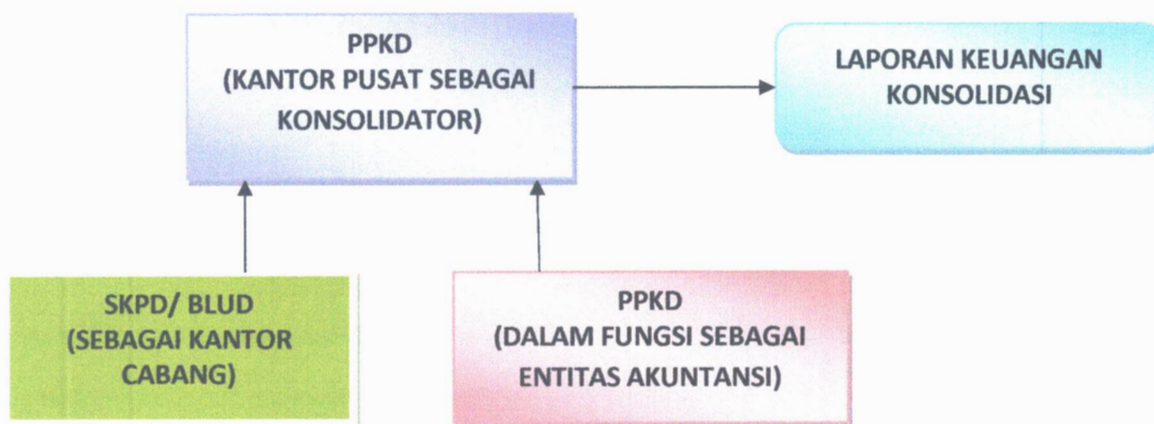 PPKD
(KANTOR PUSAT SEBAGAI
KONSOLIDATOR)
LAPORAN KEUANGAN
KONSOLIDASI
SKPD/ BLUD
(SEBAGAI KANTOR
CABANG)
PPKD
(DALAM FUNGSI SEBAGAI
ENTITAS AKUNTANSI)